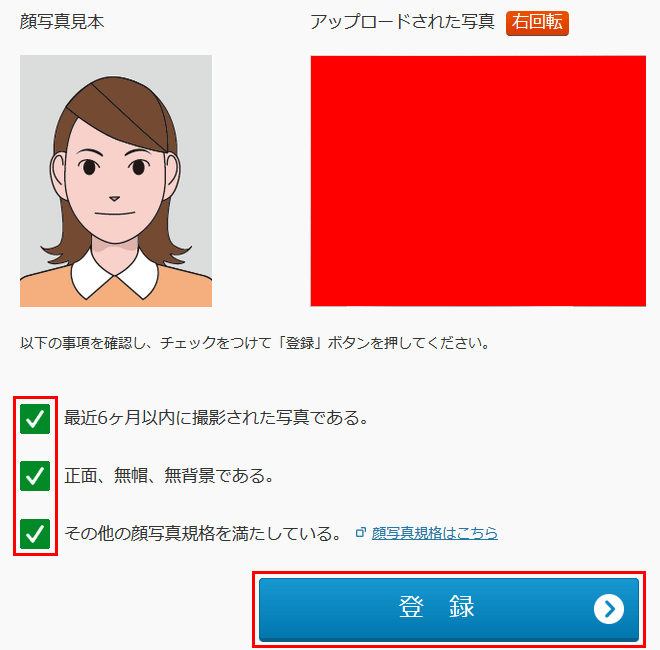 顔写真見本
アップロードされた写真 右回転
以下の事項を確認し、チェックをつけて「登録」ボタンを押してください。
最近6ヶ月以内に撮影された写真である。
正面、無帽、無背景である。
その他の顔写真規格を満たしている。 顔写真規格はこちら
登　録